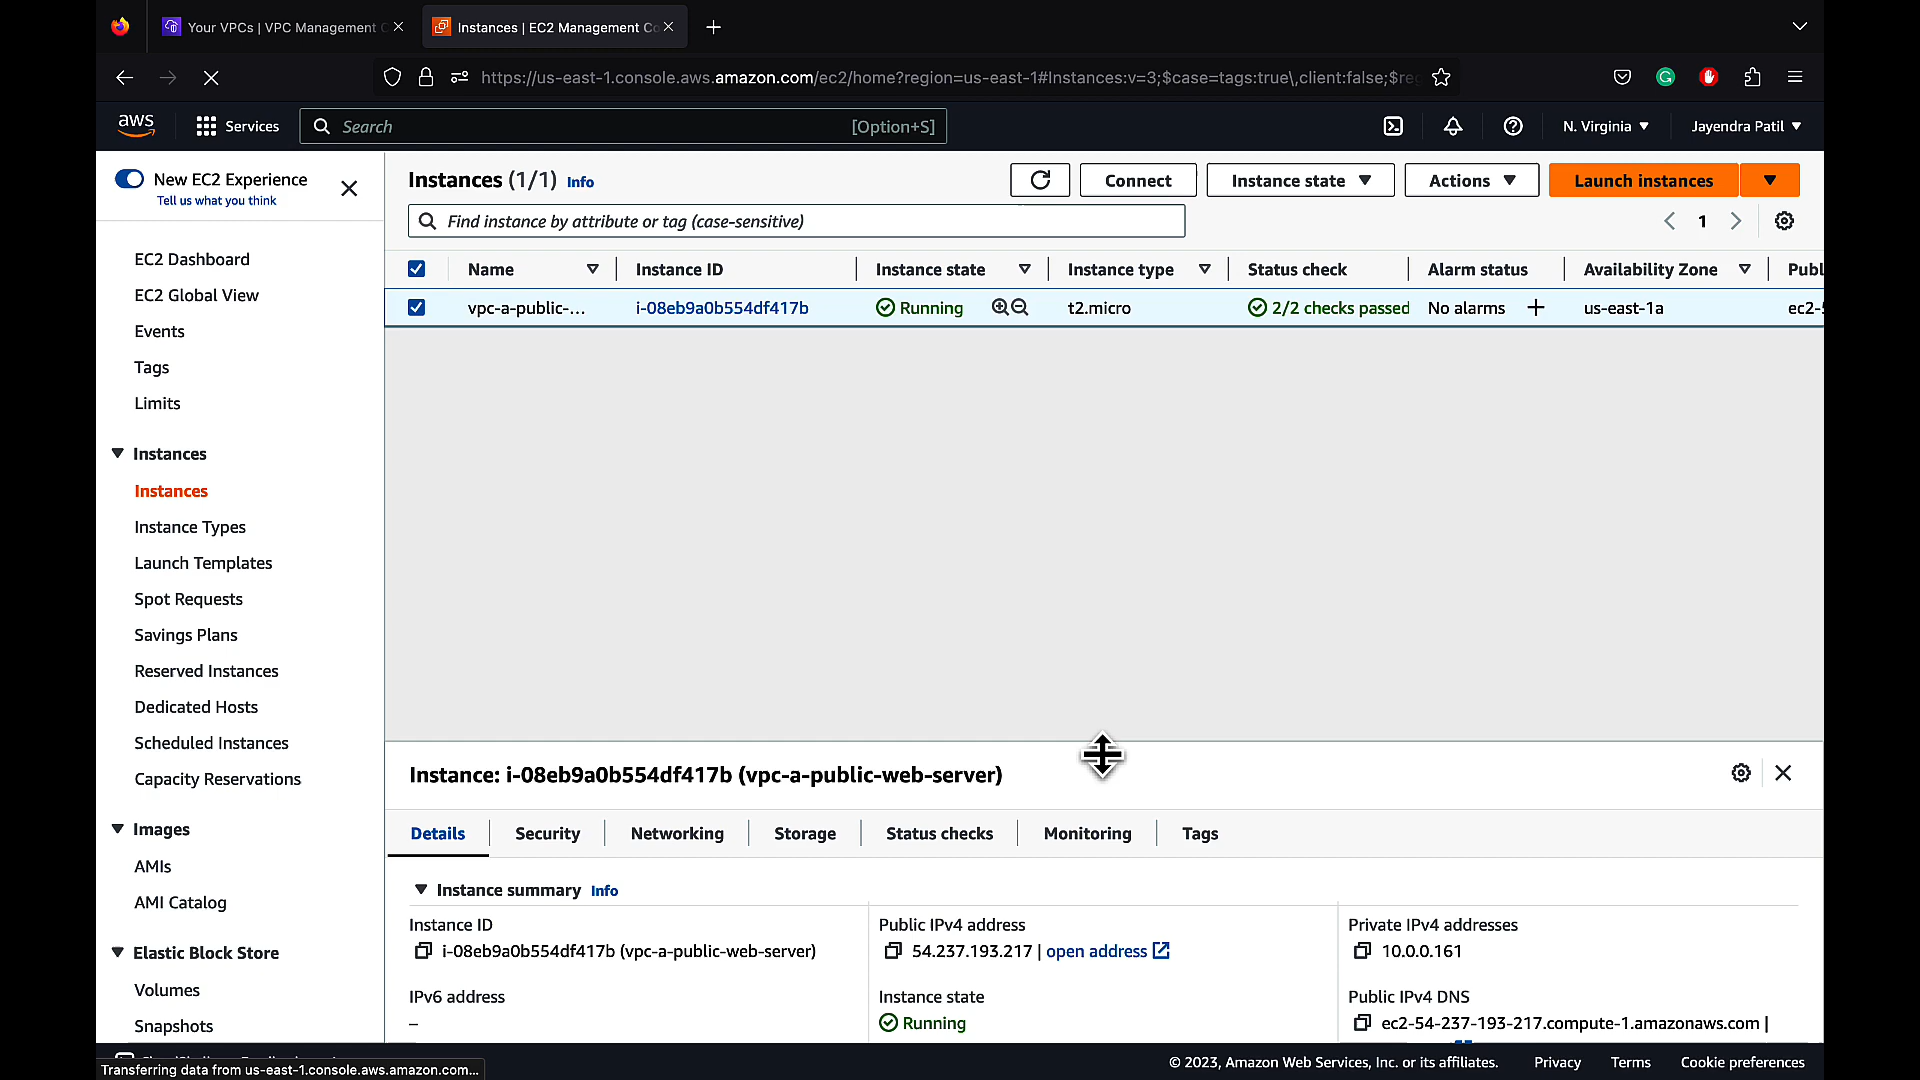 Your VPCs | VPC Management C
Instances | EC2 Management Co
https://us-east-1.console.aws.amazon.com/ec2/home?region=us-east-1#Instances:v=3;$case=tags:true\,client:false;$re
aws
Services
Search
[Option+S]
N. Virginia
Jayendra Patil
New EC2 Experience
Tell us what you think
EC2 Dashboard
EC2 Global View
Events
Tags
Limits
Instances
Instances
Instance Types
Launch Templates
Spot Requests
Savings Plans
Reserved Instances
Dedicated Hosts
Scheduled Instances
Capacity Reservations
Images
AMIs
AMI Catalog
Elastic Block Store
Volumes
Snapshots
Instances (1/1) Info
Connect
Instance state
Actions
Launch instances
Find instance by attribute or tag (case-sensitive)
1
Name Instance ID Instance state Instance type Status check Alarm status Availability Zone Publ
vpc-a-public-... i-08eb9a0b554df417b Running t2.micro 2/2 checks passed No alarms us-east-1a ec2-
Instance: i-08eb9a0b554df417b (vpc-a-public-web-server)
Details Security Networking Storage Status checks Monitoring Tags
Instance summary Info
Instance ID
i-08eb9a0b554df417b (vpc-a-public-web-server)
Public IPv4 address
54.237.193.217 | open address
Private IPv4 addresses
10.0.0.161
IPv6 address
–
Instance state
Running
Public IPv4 DNS
ec2-54-237-193-217.compute-1.amazonaws.com |
Transferring data from us-east-1.console.aws.amazon.com...
© 2023, Amazon Web Services, Inc. or its affiliates.
Privacy
Terms
Cookie preferences